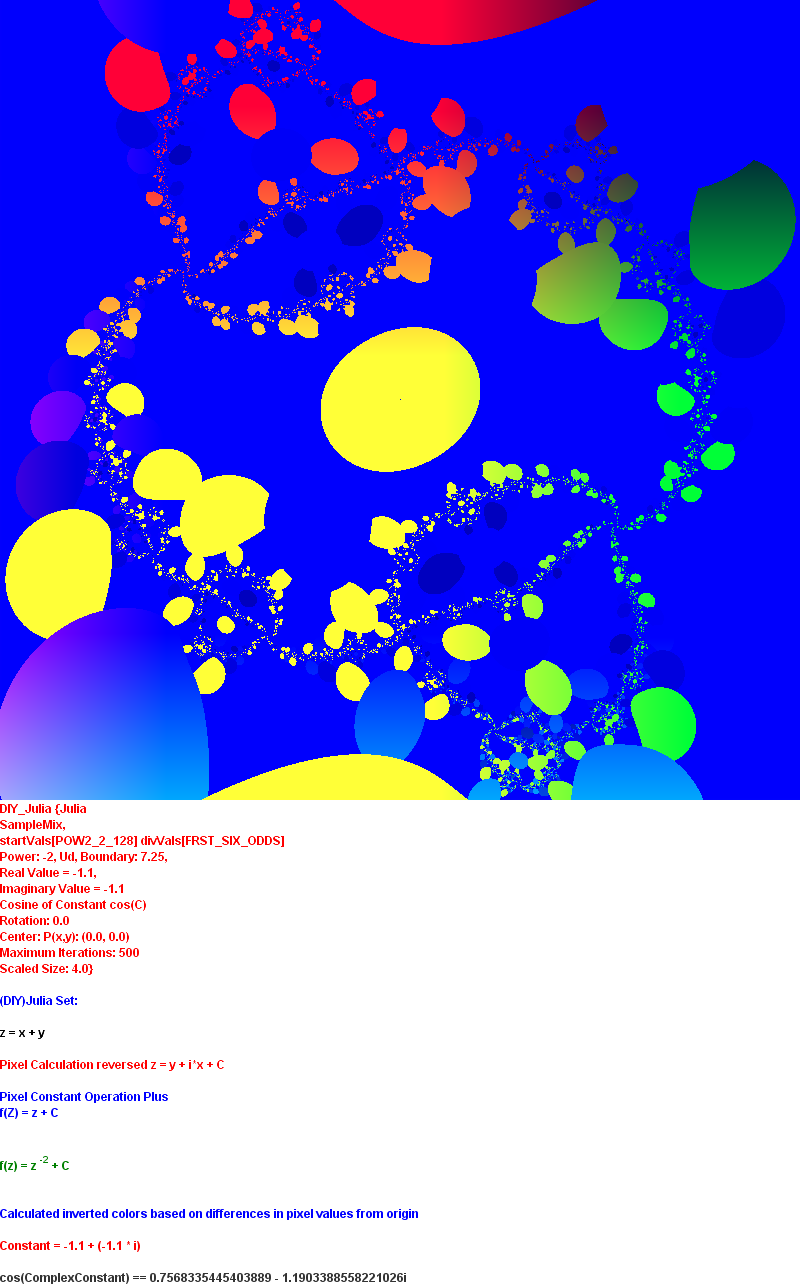 DIY_Julia {Julia
SampleMix,
startVals[POW2_2_128] divVals[FRST_SIX_ODDS]
Power: -2, Ud, Boundary: 7.25,
Real Value = -1.1,
Imaginary Value = -1.1
Cosine of Constant cos(C)
Rotation: 0.0
Center: P(x,y): (0.0, 0.0)
Maximum Iterations: 500
Scaled Size: 4.0}
(DIY)Julia Set:
z = x + y
Pixel Calculation reversed z = y + i*x + C
Pixel Constant Operation Plus
f(Z) = z + C
f(z) = z -2 + C
Calculated inverted colors based on differences in pixel values from origin
Constant = -1.1 + (-1.1 * i)
cos(ComplexConstant) == 0.7568335445403889 - 1.1903388558221026i